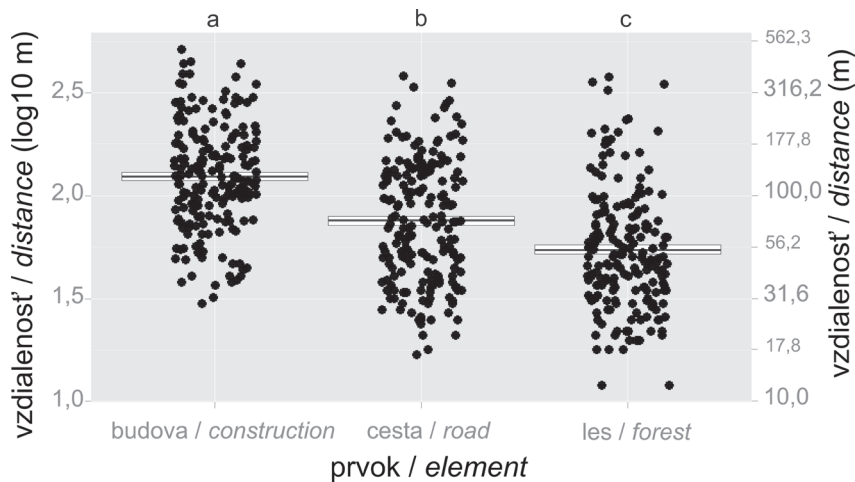 a b c
vzdialenosť / distance (log10 m)
2,5
2,0
1,5
1,0
562,3
316,2
177,8
100,0
56,2
31.6
17,8
10,0
vzdialenosť / distance (m)
budova / construction cesta / road les / forest
prvok / element